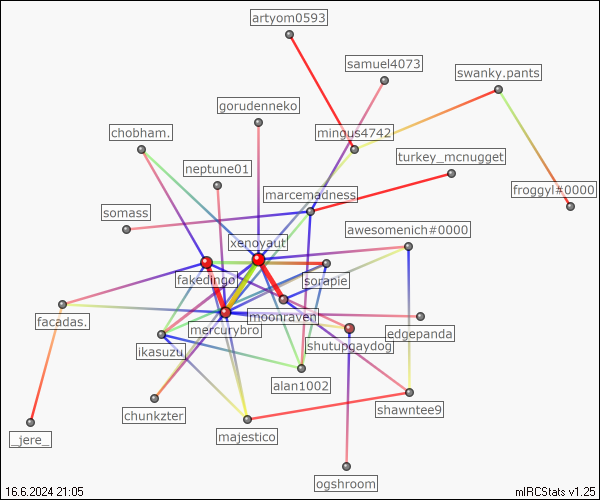 artyom0593
samuel4073
swanky.pants
gorudenneko
chobham.
mingus4742
turkey_mcnugget
neptune01
froggyl#0000
marcemadness
somass
awesomenich#0000
xenoyaut
fakedingo
sorapie
facadas.
mercurybro
moonraven
edgepanda
ikasuzu
shutupgaydog
alan1002
chunkzter
shawntee9
majestico
_jere_
ogshroom
16.6.2024 21:05
mIRCStats v1.25